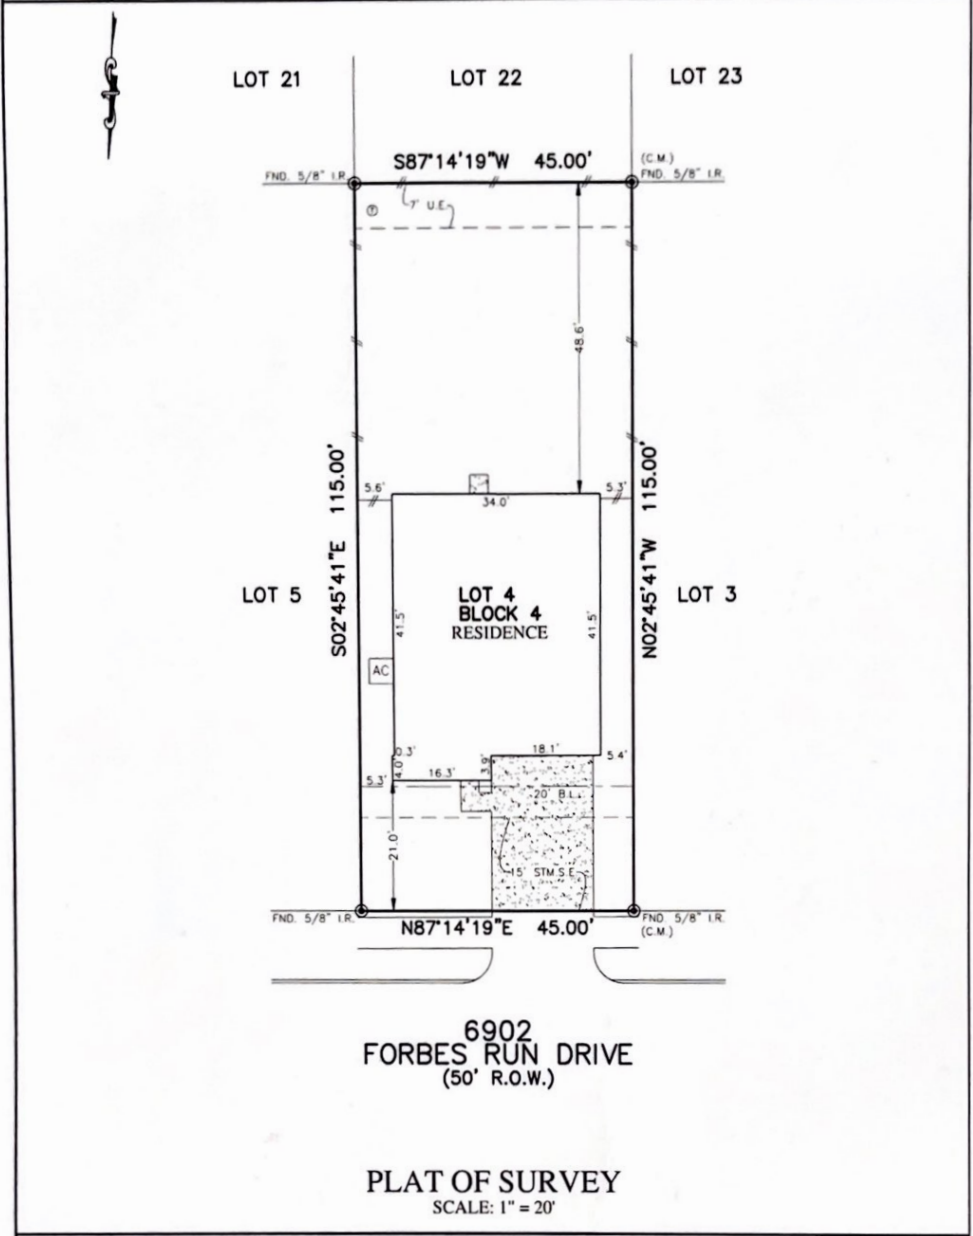 LOT 21
LOT 22
LOT 23
S87°14'19"W 45.00'
(C.M.)
FND. 5/8" I.R.
FND. 5/8" I.R.
7' U.E.
T
48.6'
S02°45'41"E 115.00'
N02°45'41"W 115.00'
5.6'
34.0'
5.3'
LOT 5
LOT 4
BLOCK 4
RESIDENCE
LOT 3
41.5'
41.5'
AC
0.3'
18.1'
5.4'
4.0'
3.9'
5.3'
16.3'
20' B.L.
21.0'
15' STM.S.E.
FND. 5/8" I.R.
FND. 5/8" I.R.
(C.M.)
N87°14'19"E 45.00'
6902
FORBES RUN DRIVE
(50' R.O.W.)
PLAT OF SURVEY
SCALE: 1" = 20'